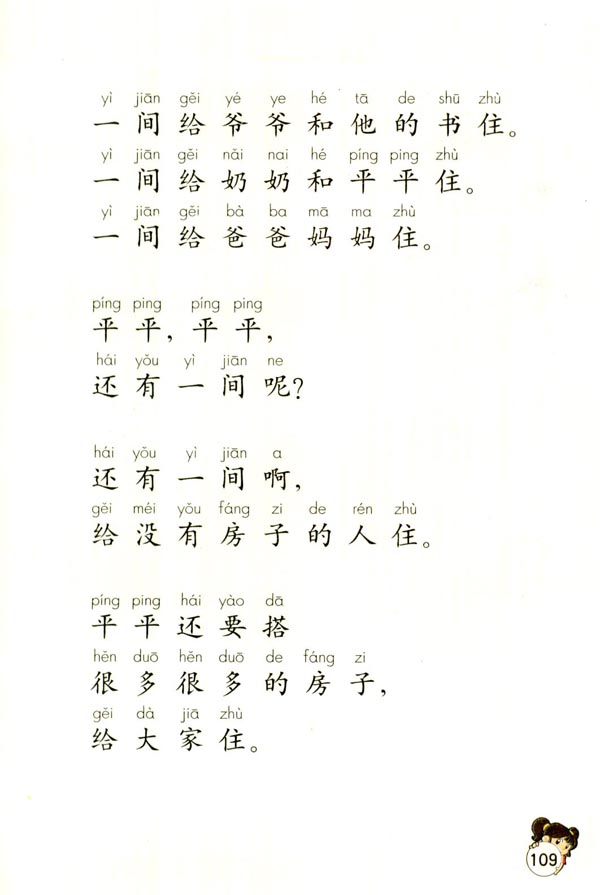 yì jiān gěi yé ye hé tā de shū zhù
一间给爷爷和他的书住。
yì jiān gěi nǎi nai hé píng ping zhù
一间给奶奶和平平住。
yì jiān gěi bà ba mā ma zhù
一间给爸爸妈妈住。
píng ping píng ping
平平，平平，
hái yǒu yì jiān ne
还有一间呢？
hái yǒu yì jiān a
还有一间啊，
gěi méi yǒu fáng zi de rén zhù
给没有房子的人住。
píng ping hái yào dā
平平还要搭
hěn duō hěn duō de fáng zi
很多很多的房子，
gěi dà jiā zhù
给大家住。
109